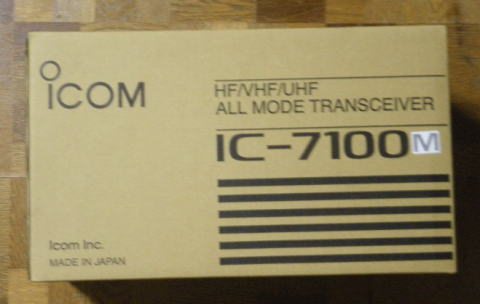 ICOM
HF/VHF/UHF
ALL MODE TRANSCEIVER
IC-7100M
Icom Inc.
MADE IN JAPAN